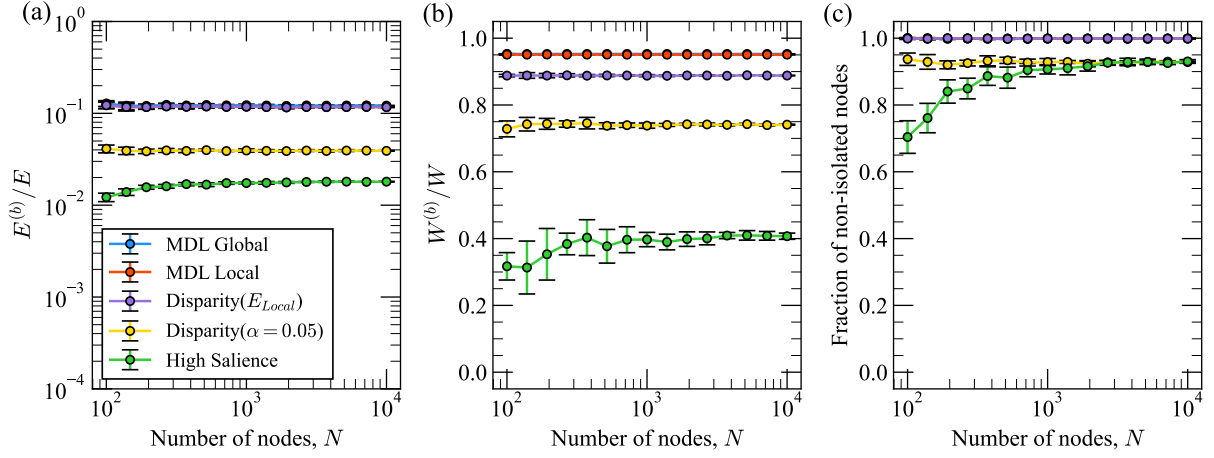 (a)
10^0
10^{-1}
10^{-2}
10^{-3}
10^{-4}
E^{(b)}/E
MDL Global
MDL Local
Disparity(E_{Local})
Disparity(α = 0.05)
High Salience
10^2
10^3
10^4
Number of nodes, N
(b)
1.0
0.8
0.6
0.4
0.2
0.0
W^{(b)}/W
10^2
10^3
10^4
Number of nodes, N
(c)
1.0
0.8
0.6
0.4
0.2
0.0
Fraction of non-isolated nodes
10^2
10^3
10^4
Number of nodes, N